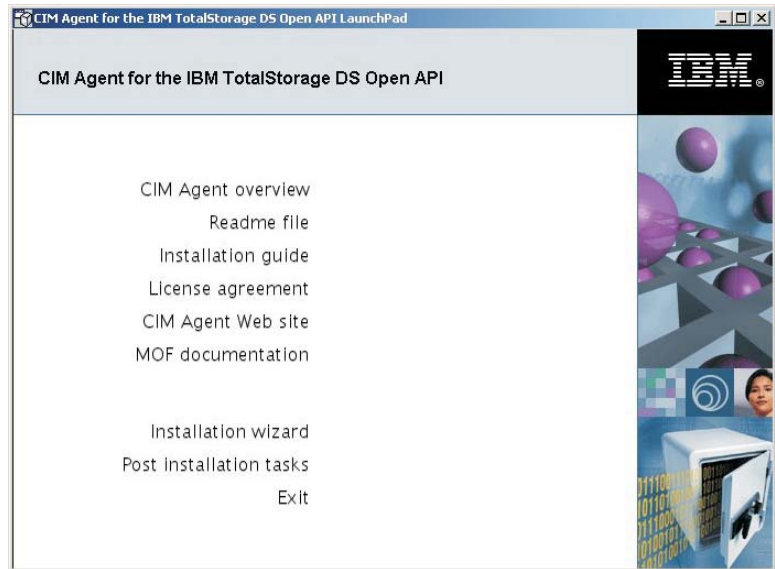 CIM Agent for the IBM TotalStorage DS Open API LaunchPad
CIM Agent for the IBM TotalStorage DS Open API
IBM®
CIM Agent overview
Readme file
Installation guide
License agreement
CIM Agent Web site
MOF documentation
Installation wizard
Post installation tasks
Exit